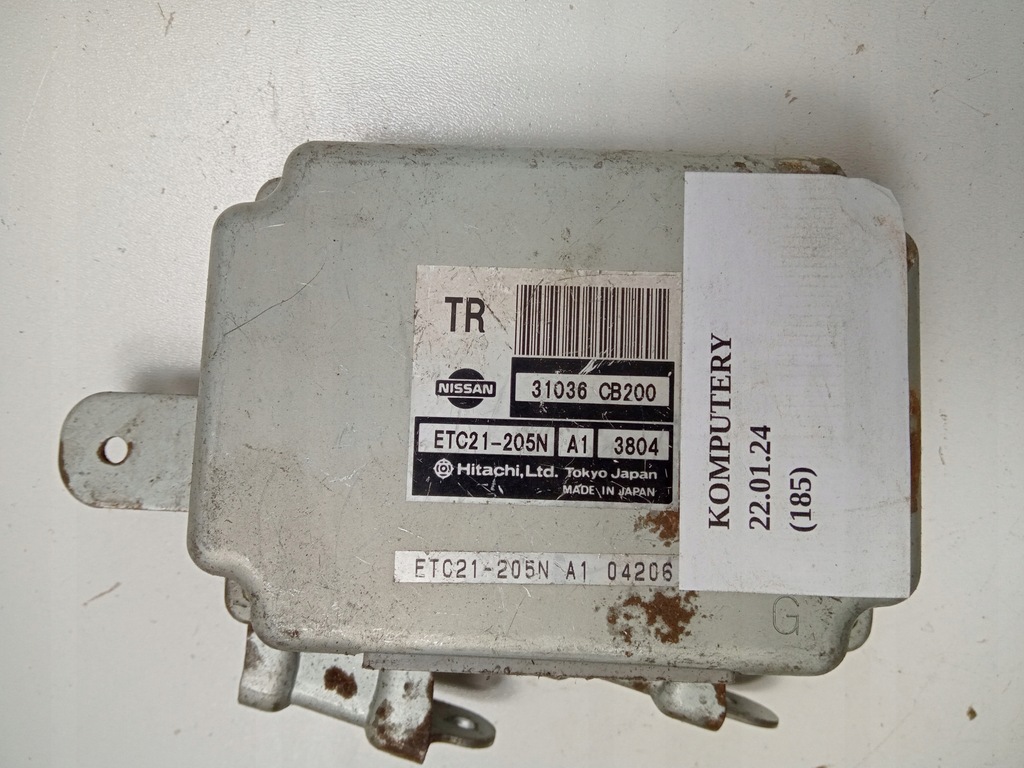 TR
NISSAN
31036 CB200
ETC21-205N A1 3804
Hitachi, Ltd. Tokyo Japan
MADE IN JAPAN
ETC21-205N A1 04206
G
KOMPUTERY
22.01.24
(185)